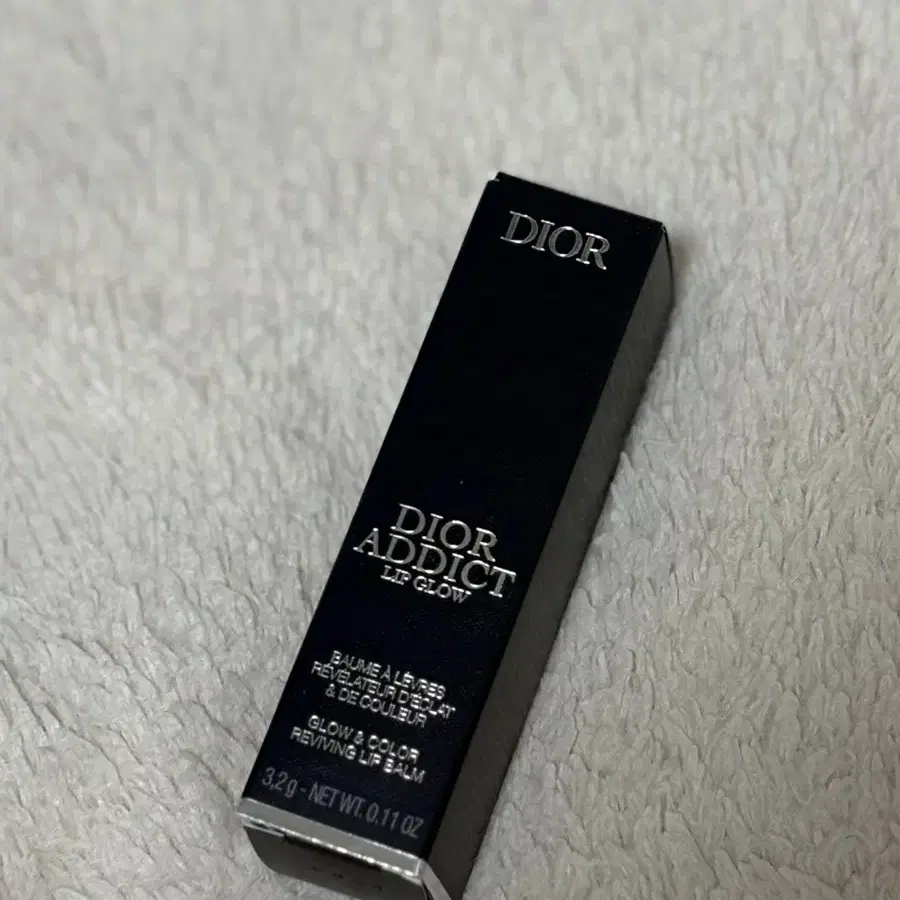 DIOR
DIOR
ADDICT
LIP GLOW
BAUME À LÈVRES
RÉVÉLATEUR D'ÉCLAT
& DE COULEUR
GLOW & COLOR
REVIVING LIP BALM
3,2 g - NET WT. 0.11 OZ